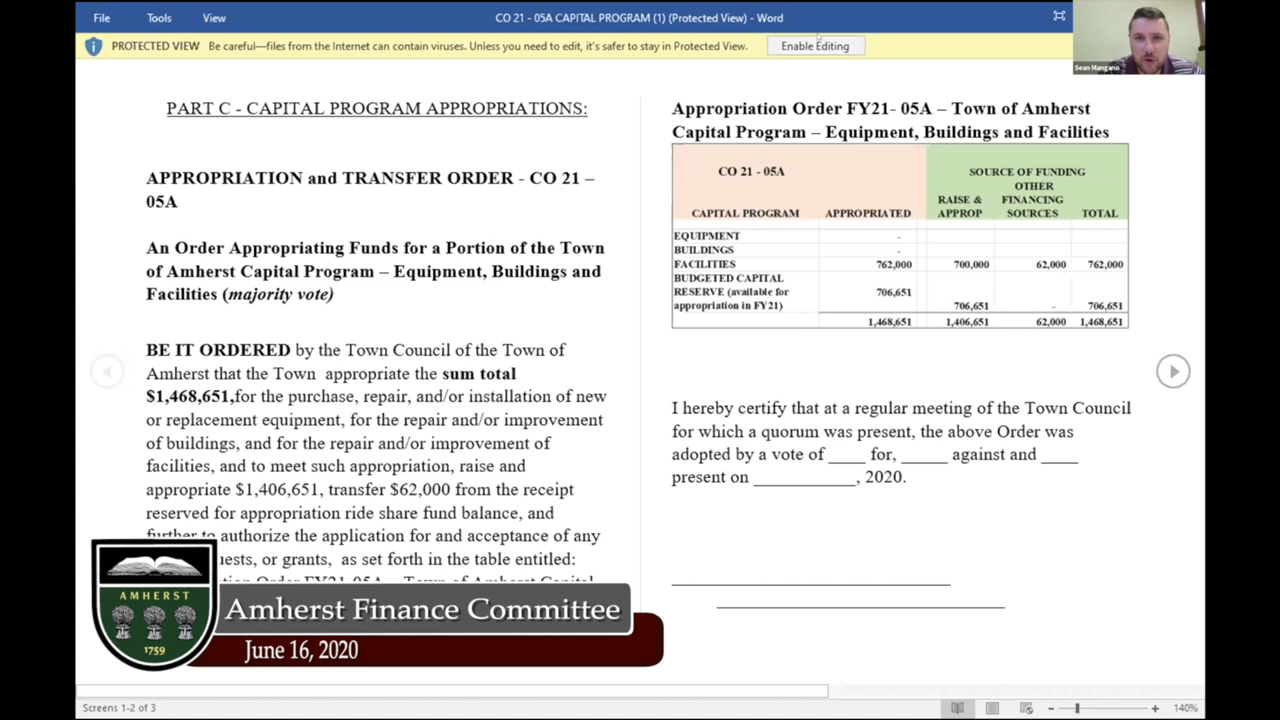 File Tools View CO 21 - 05A CAPITAL PROGRAM (1) (Protected View) - Word
PROTECTED VIEW Be careful—files from the Internet can contain viruses. Unless you need to edit, it's safer to stay in Protected View. Enable Editing
Sean Mangano
PART C - CAPITAL PROGRAM APPROPRIATIONS:
APPROPRIATION and TRANSFER ORDER - CO 21 –
05A
An Order Appropriating Funds for a Portion of the Town
of Amherst Capital Program – Equipment, Buildings and
Facilities (majority vote)
BE IT ORDERED by the Town Council of the Town of
Amherst that the Town appropriate the sum total
$1,468,651,for the purchase, repair, and/or installation of new
or replacement equipment, for the repair and/or improvement
of buildings, and for the repair and/or improvement of
facilities, and to meet such appropriation, raise and
appropriate $1,406,651, transfer $62,000 from the receipt
reserved for appropriation ride share fund balance, and
further to authorize the application for and acceptance of any
uests, or grants, as set forth in the table entitled:
tion Order FY21-05A – Town of Amherst Capital
Appropriation Order FY21- 05A – Town of Amherst
Capital Program – Equipment, Buildings and Facilities
CO 21 - 05A SOURCE OF FUNDING
OTHER
RAISE & FINANCING
CAPITAL PROGRAM APPROPRIATED APPROP SOURCES TOTAL
EQUIPMENT -
BUILDINGS -
FACILITIES 762,000 700,000 62,000 762,000
BUDGETED CAPITAL
RESERVE (available for 706,651
appropriation in FY21) 706,651 - 706,651
1,468,651 1,406,651 62,000 1,468,651
I hereby certify that at a regular meeting of the Town Council
for which a quorum was present, the above Order was
adopted by a vote of ____ for, _____ against and ____
present on ___________, 2020.
AMHERST
1759
Amherst Finance Committee
June 16, 2020
Screens 1-2 of 3 140%